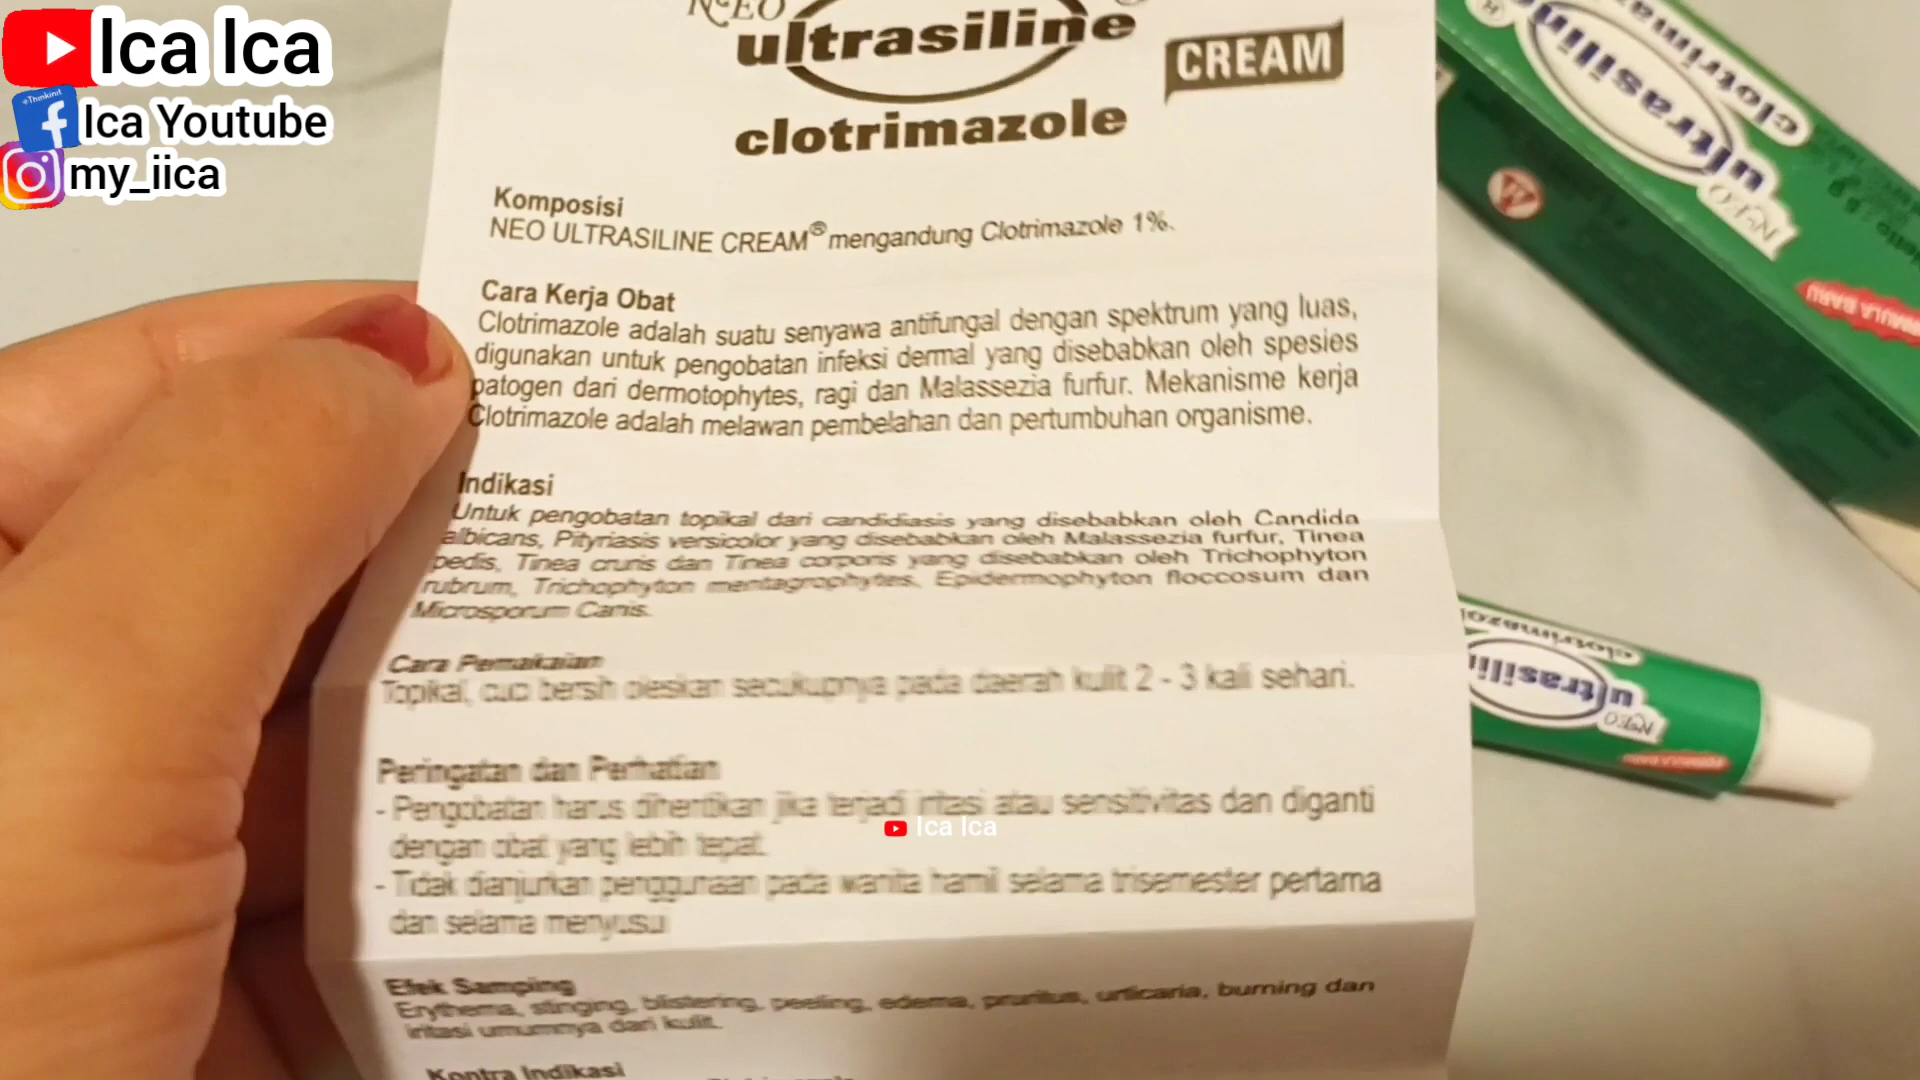 Ica Ica
@Thinkinit
Ica Youtube
my_iica
NEO
ultrasiline
CREAM
clotrimazole
Komposisi
NEO ULTRASILINE CREAM® mengandung Clotrimazole 1%.
Cara Kerja Obat
Clotrimazole adalah suatu senyawa antifungal dengan spektrum yang luas,
digunakan untuk pengobatan infeksi dermal yang disebabkan oleh spesies
patogen dari dermotophytes, ragi dan Malassezia furfur. Mekanisme kerja
Clotrimazole adalah melawan pembelahan dan pertumbuhan organisme.
Indikasi
Untuk pengobatan topikal dari candidiasis yang disebabkan oleh Candida
albicans, Pityriasis versicolor yang disebabkan oleh Malassezia furfur, Tinea
pedis, Tinea cruris dan Tinea corporis yang disebabkan oleh Trichophyton
rubrum, Trichophyton mentagrophytes, Epidermophyton floccosum dan
Microsporum Canis.
Cara Pemakaian
Topikal, cuci bersih oleskan secukupnya pada daerah kulit 2 - 3 kali sehari.
Peringatan dan Perhatian
- Pengobatan harus dihentikan jika terjadi iritasi atau sensitivitas dan diganti
dengan obat yang lebih tepat.
- Tidak dianjurkan penggunaan pada wanita hamil selama trisemester pertama
dan selama menyusui
Efek Samping
Erythema, stinging, blistering, peeling, edema, pruritus, urticaria, burning dan
iritasi umumnya dari kulit.
Kontra Indikasi
Ica Ica
NEO
ultrasiline
clotrimazole
FORMULA BARU
NEO
ultrasiline
clotrimazole